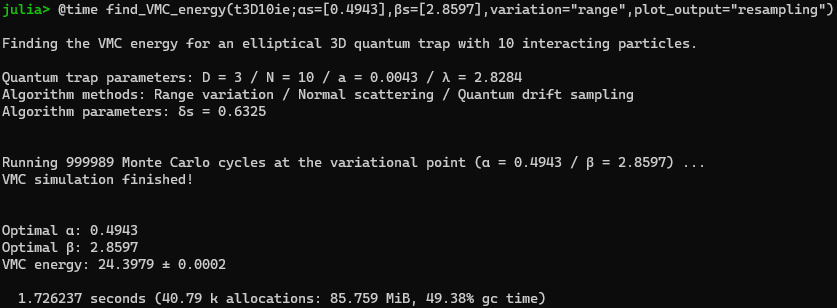 julia> @time find_VMC_energy(t3D10ie;αs=[0.4943],βs=[2.8597],variation="range",plot_output="resampling")
Finding the VMC energy for an elliptical 3D quantum trap with 10 interacting particles.
Quantum trap parameters: D = 3 / N = 10 / a = 0.0043 / λ = 2.8284
Algorithm methods: Range variation / Normal scattering / Quantum drift sampling
Algorithm parameters: δs = 0.6325
Running 999989 Monte Carlo cycles at the variational point (α = 0.4943 / β = 2.8597) ...
VMC simulation finished!
Optimal α: 0.4943
Optimal β: 2.8597
VMC energy: 24.3979 ± 0.0002
1.726237 seconds (40.79 k allocations: 85.759 MiB, 49.38% gc time)